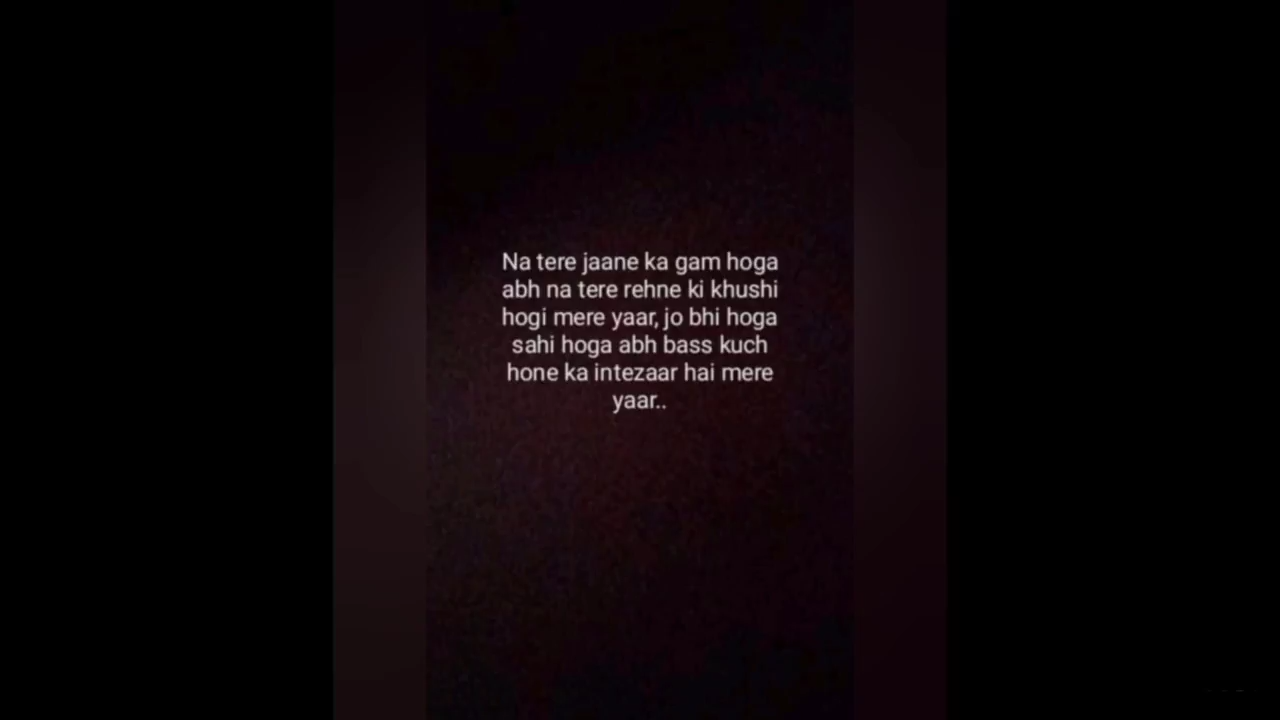 Na tere jaane ka gam hoga
abh na tere rehne ki khushi
hogi mere yaar, jo bhi hoga
sahi hoga abh bass kuch
hone ka intezaar hai mere
yaar..